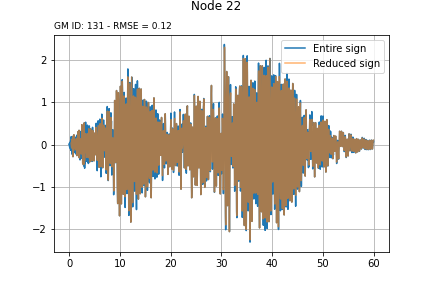 Node 22
GM ID: 131 - RMSE = 0.12
Entire sign
Reduced sign
2
1
0
−1
−2
0 10 20 30 40 50 60